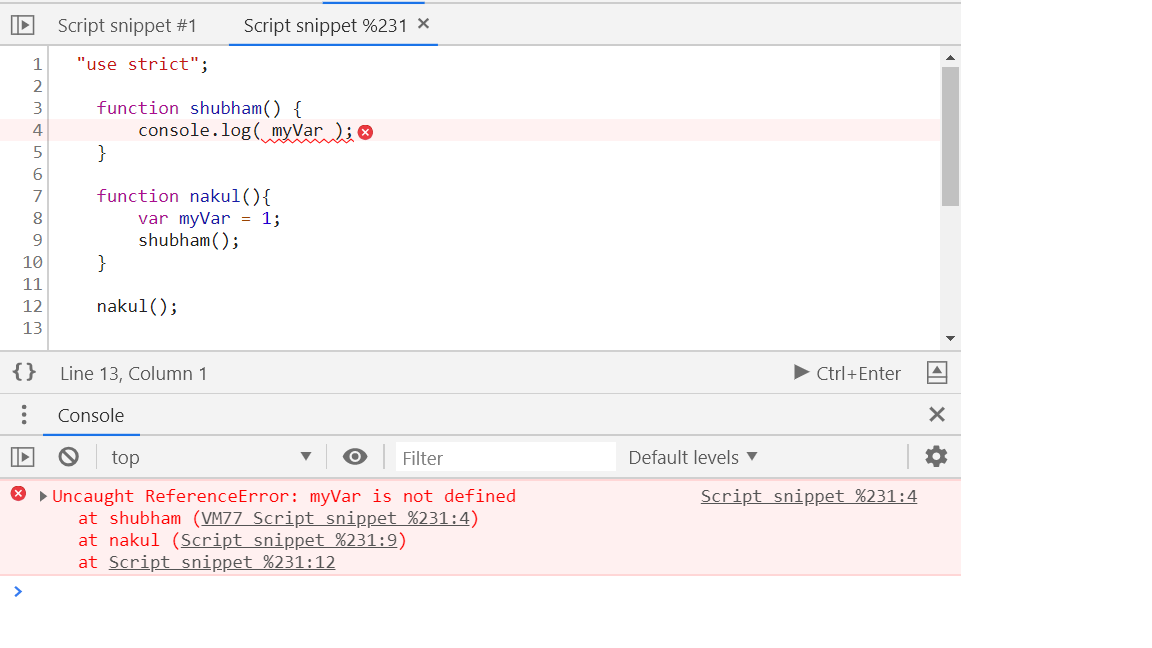 Script snippet #1 Script snippet %231 ×
1 "use strict";
2
3 function shubham() {
4 console.log( myVar );
5 }
6
7 function nakul(){
8 var myVar = 1;
9 shubham();
10 }
11
12 nakul();
13
{} Line 13, Column 1 Ctrl+Enter
Console
top Filter Default levels
Uncaught ReferenceError: myVar is not defined Script snippet %231:4
at shubham (VM77 Script snippet %231:4)
at nakul (Script snippet %231:9)
at Script snippet %231:12
>